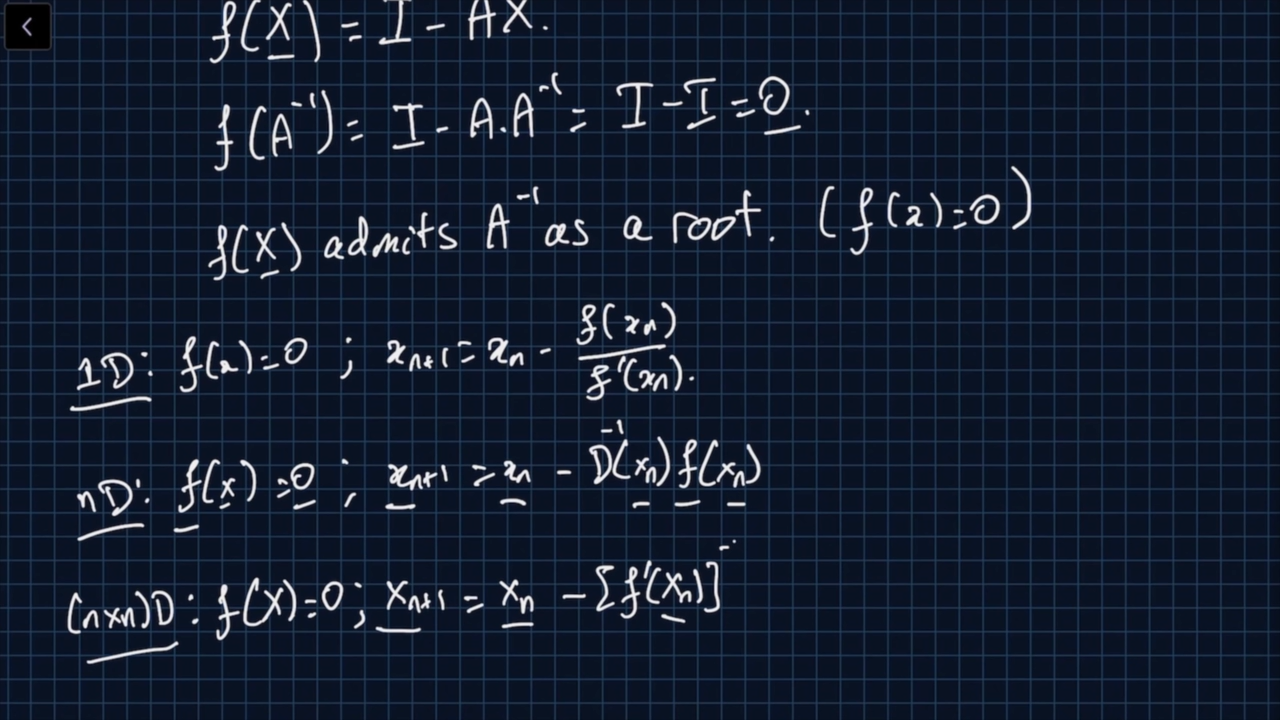 f(X) = I - AX.
f(A⁻¹) = I - A.A⁻¹ = I - I = 0.
f(X) admits A⁻¹ as a root. (f(x)=0)
1D: f(x)=0 ; xₙ₊₁ = xₙ - f(xₙ)/f'(xₙ).
nD: f(x)=0 ; xₙ₊₁ = xₙ - D⁻¹(xₙ) f(xₙ)
(n×n)D : f(X)=0 ; Xₙ₊₁ = Xₙ - [f'(Xₙ)]⁻